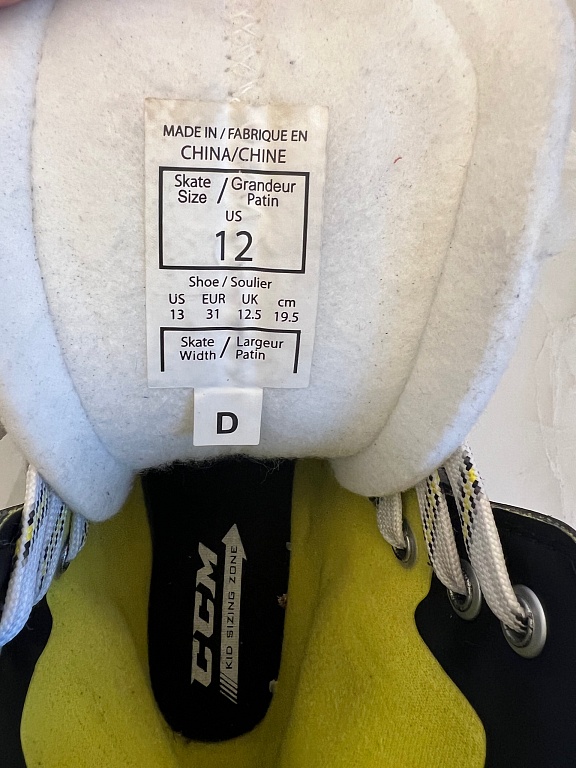 MADE IN / FABRIQUE EN
CHINA/CHINE
Skate Size / Grandeur Patin
US
12
Shoe / Soulier
US EUR UK cm
13 31 12.5 19.5
Skate Width / Largeur Patin
D
CCM
KID SIZING ZONE